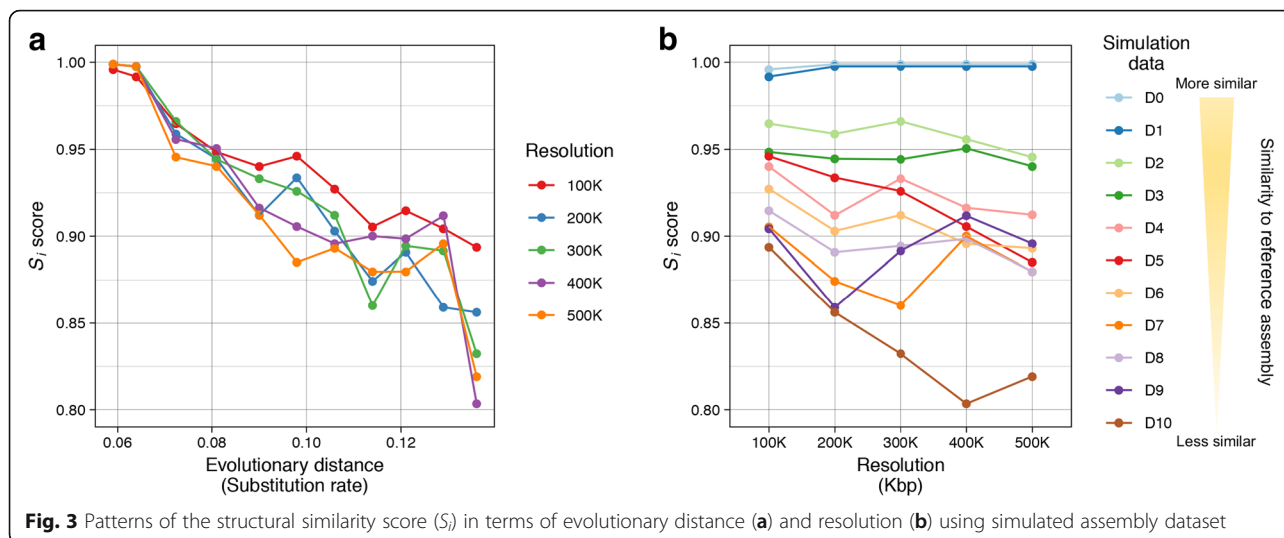 a
1.00
0.95
0.90
0.85
0.80
Si score
0.06
0.08
0.10
0.12
Evolutionary distance
(Substitution rate)
Resolution
100K
200K
300K
400K
500K
b
1.00
0.95
0.90
0.85
0.80
Si score
100K 200K 300K 400K 500K
Resolution
(Kbp)
Simulation
data
D0
D1
D2
D3
D4
D5
D6
D7
D8
D9
D10
More similar
Similarity to reference assembly
Less similar
Fig. 3 Patterns of the structural similarity score (Si) in terms of evolutionary distance (a) and resolution (b) using simulated assembly dataset